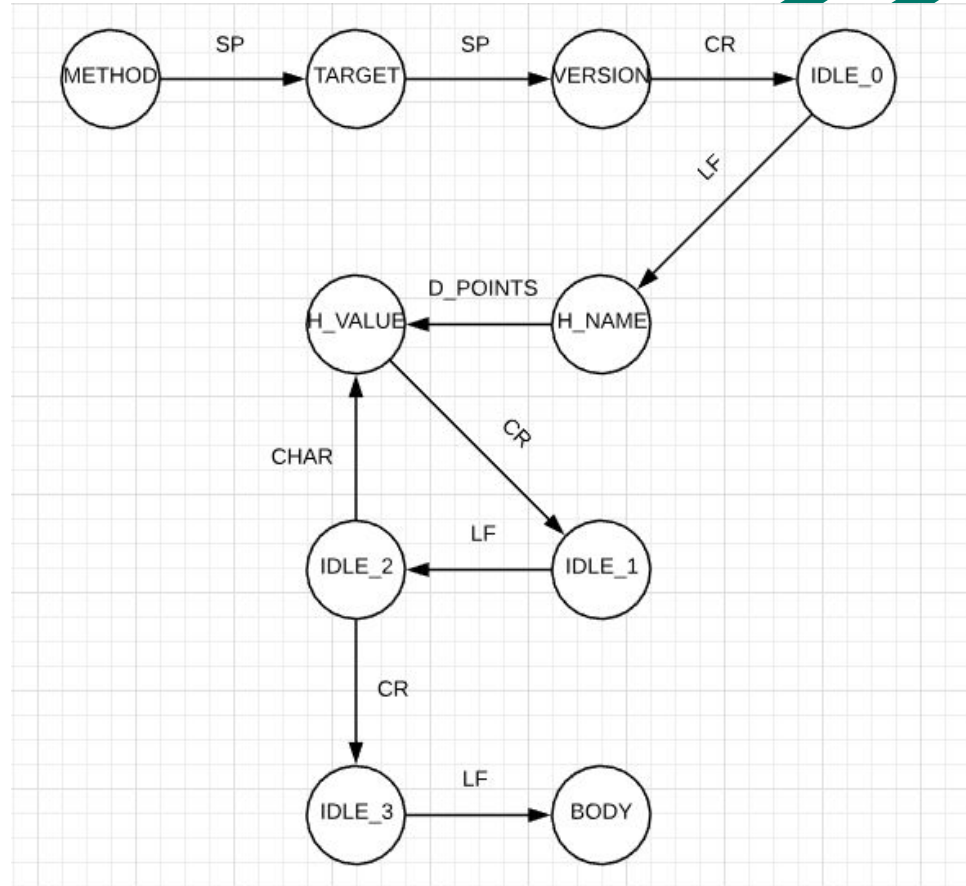 SP
SP
CR
METHOD
TARGET
VERSION
IDLE_0
LF
D_POINTS
H_VALUE
H_NAME
CR
CHAR
LF
IDLE_2
IDLE_1
CR
LF
IDLE_3
BODY